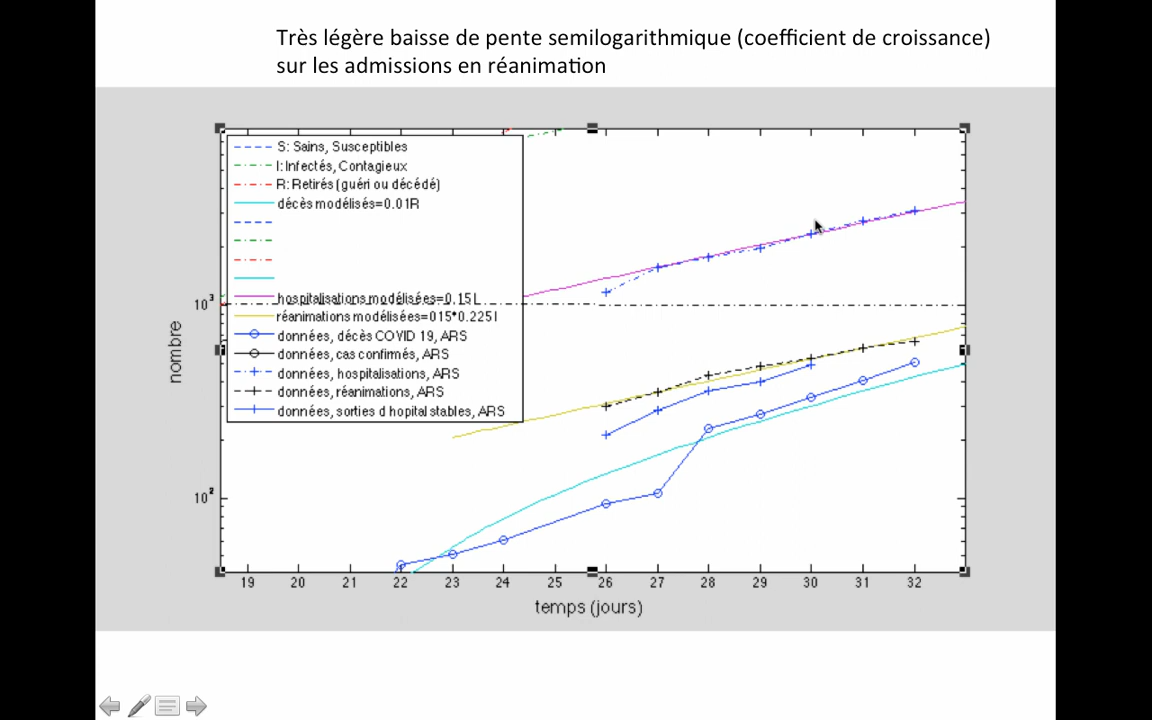 Très légère baisse de pente semilogarithmique (coefficient de croissance)
sur les admissions en réanimation
S: Sains, Susceptibles
I: Infectés, Contagieux
R: Retirés (guéri ou décédé)
décès modélisés=0.01R
hospitalisations modélisées=0.15 I
réanimations modélisées=015*0.225 I
données, décès COVID 19, ARS
données, cas confirmés, ARS
données, hospitalisations, ARS
données, réanimations, ARS
données, sorties d hopital stables, ARS
10³
10²
nombre
19 20 21 22 23 24 25 26 27 28 29 30 31 32
temps (jours)